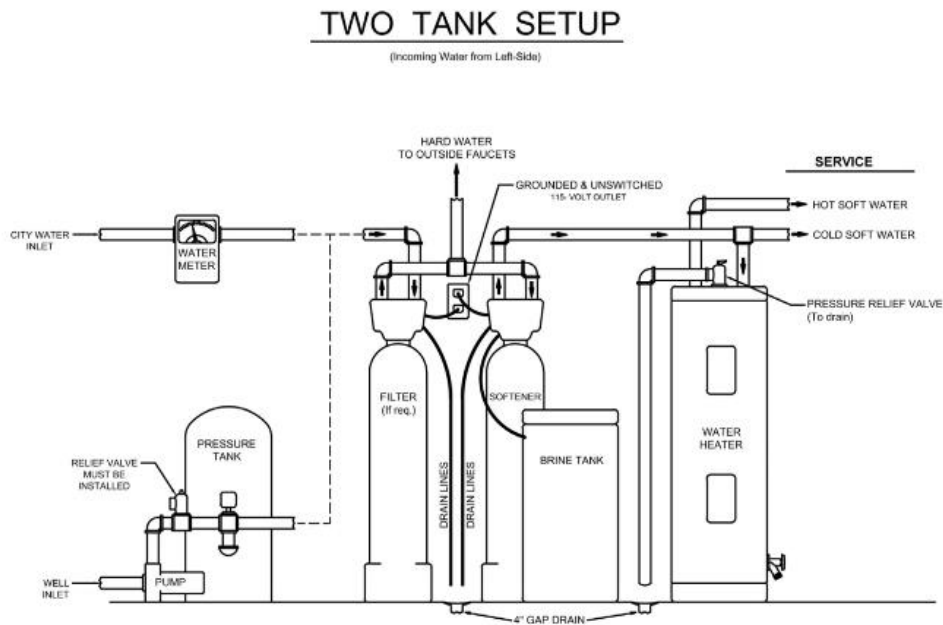 TWO TANK SETUP
(Incoming Water from Left-Side)
HARD WATER
TO OUTSIDE FAUCETS
SERVICE
GROUNDED & UNSWITCHED
115- VOLT OUTLET
HOT SOFT WATER
CITY WATER
INLET
WATER
METER
COLD SOFT WATER
PRESSURE RELIEF VALVE
(To drain)
FILTER
(If req.)
SOFTENER
PRESSURE
TANK
WATER
HEATER
RELIEF VALVE
MUST BE
INSTALLED
BRINE TANK
DRAIN LINES
DRAIN LINES
WELL
INLET
PUMP
4" GAP DRAIN